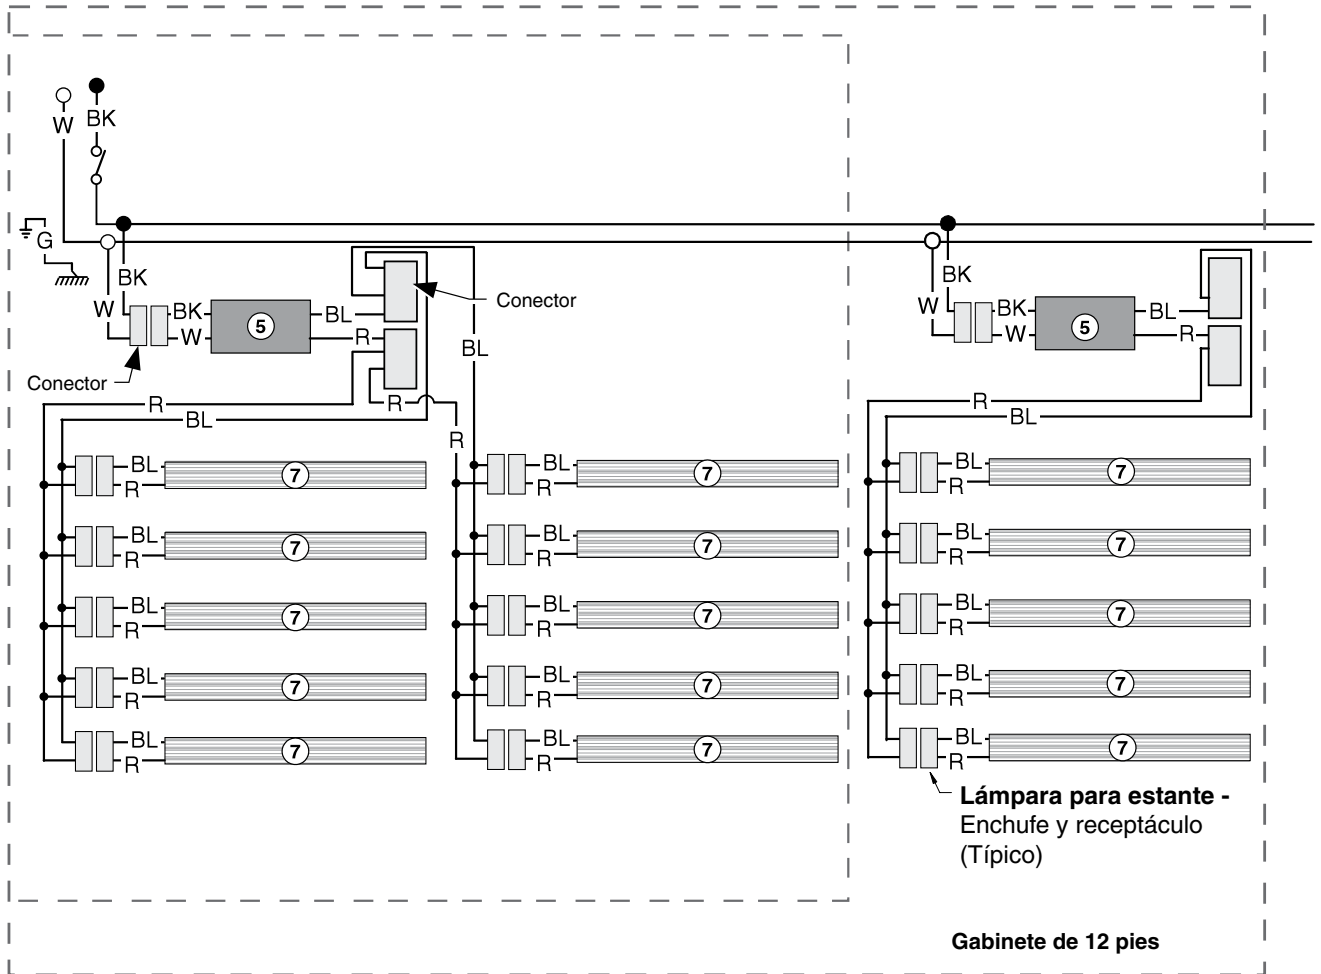 W
BK
G
BK
BK
W
BK
BL
Conector
W
BK
BL
W
5
R
W
5
R
BL
Conector
R
BL
R
R
R
BL
BL
BL
R
7
BL
R
7
BL
R
7
BL
R
7
BL
R
7
BL
R
7
BL
R
7
BL
R
7
BL
R
7
BL
R
7
BL
R
7
BL
R
7
BL
R
7
BL
R
7
BL
R
7
Lámpara para estante -
Enchufe y receptáculo
(Típico)
Gabinete de 12 pies